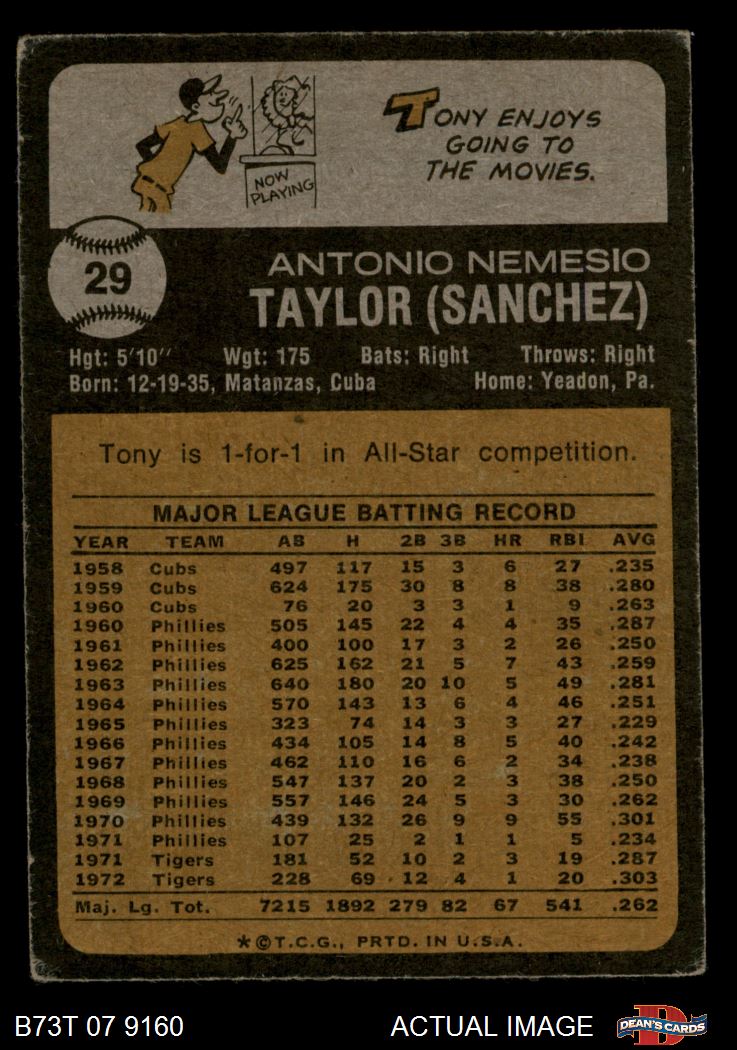 TONY ENJOYS
GOING TO
THE MOVIES.
NOW
PLAYING
29
ANTONIO NEMESIO
TAYLOR (SANCHEZ)
Hgt: 5'10" Wgt: 175 Bats: Right Throws: Right
Born: 12-19-35, Matanzas, Cuba Home: Yeadon, Pa.
Tony is 1-for-1 in All-Star competition.
MAJOR LEAGUE BATTING RECORD
YEAR TEAM AB H 2B 3B HR RBI AVG
1958 Cubs 497 117 15 3 6 27 .235
1959 Cubs 624 175 30 8 8 38 .280
1960 Cubs 76 20 3 3 1 9 .263
1960 Phillies 505 145 22 4 4 35 .287
1961 Phillies 400 100 17 3 2 26 .250
1962 Phillies 625 162 21 5 7 43 .259
1963 Phillies 640 180 20 10 5 49 .281
1964 Phillies 570 143 13 6 4 46 .251
1965 Phillies 323 74 14 3 3 27 .229
1966 Phillies 434 105 14 8 5 40 .242
1967 Phillies 462 110 16 6 2 34 .238
1968 Phillies 547 137 20 2 3 38 .250
1969 Phillies 557 146 24 5 3 30 .262
1970 Phillies 439 132 26 9 9 55 .301
1971 Phillies 107 25 2 1 1 5 .234
1971 Tigers 181 52 10 2 3 19 .287
1972 Tigers 228 69 12 4 1 20 .303
Maj. Lg. Tot. 7215 1892 279 82 67 541 .262
*©T.C.G., PRTD. IN U.S.A.
B73T 07 9160 ACTUAL IMAGE D DEAN'S CARDS